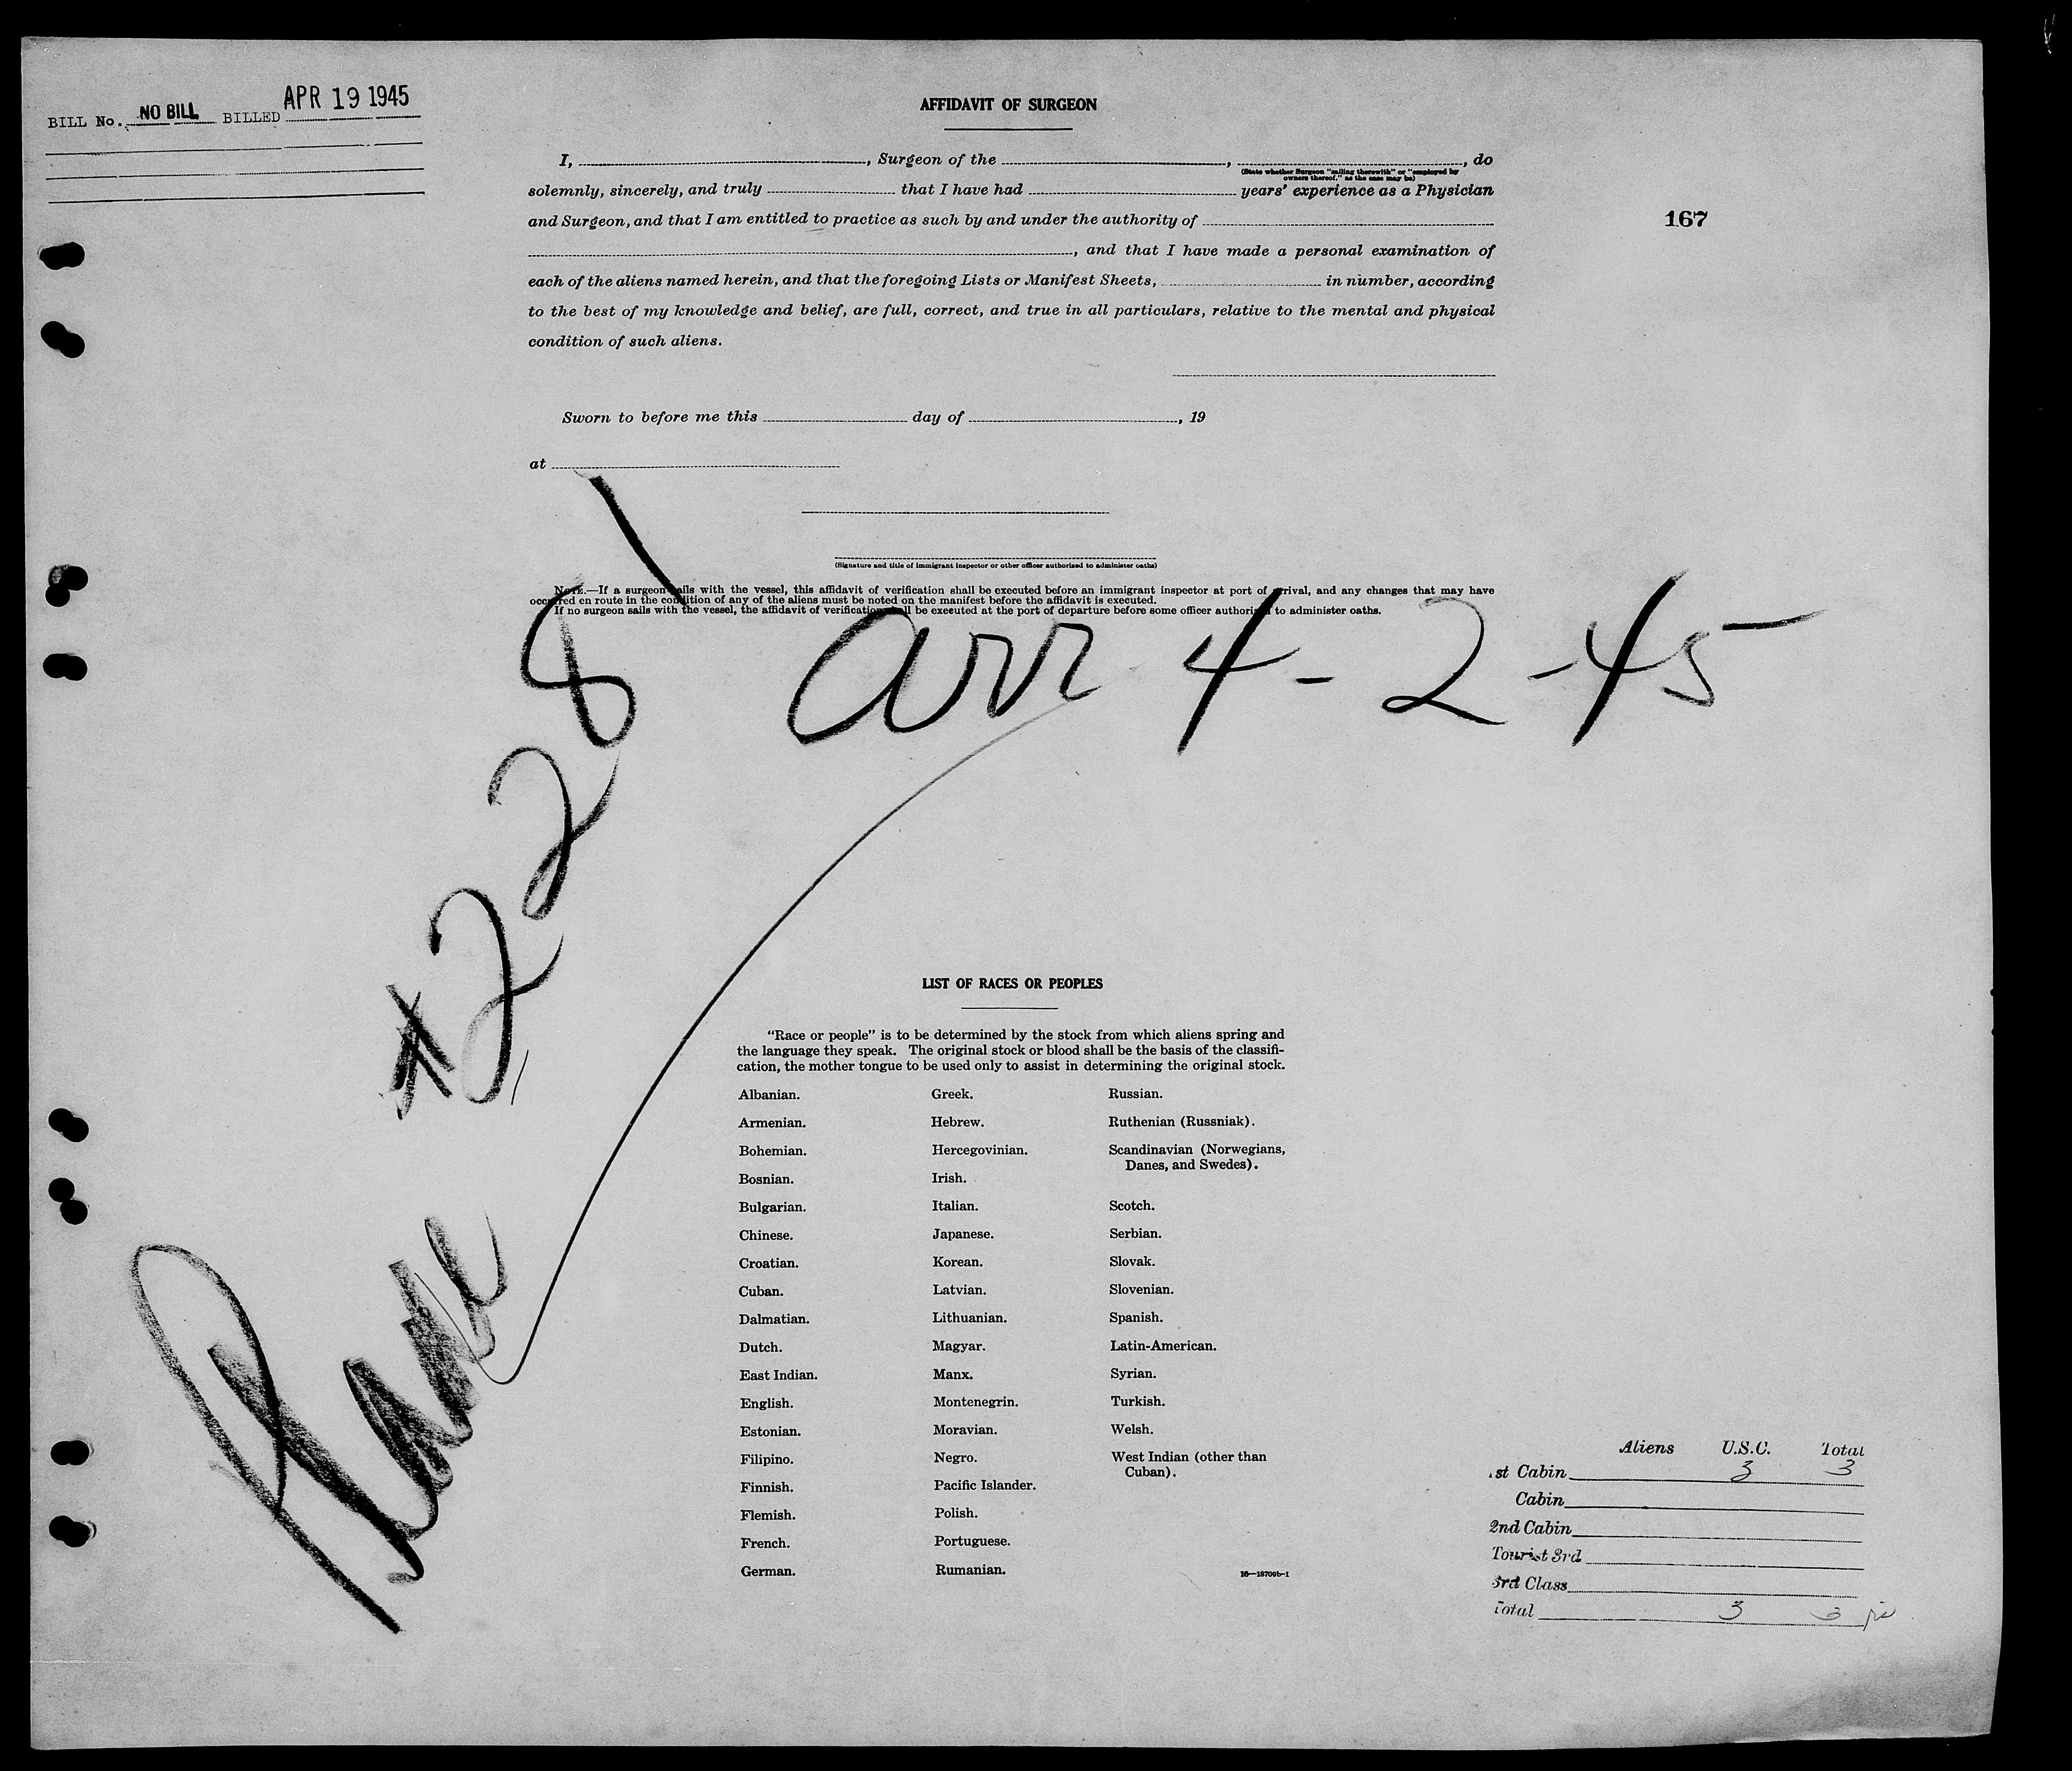 BILL No. NO BILL BILLED APR 19 1945
AFFIDAVIT OF SURGEON
I, , Surgeon of the , , do
(State whether Surgeon "sailing therewith" or "employed by
owners thereof," as the case may be)
solemnly, sincerely, and truly that I have had years' experience as a Physician
and Surgeon, and that I am entitled to practice as such by and under the authority of
, and that I have made a personal examination of
each of the aliens named herein, and that the foregoing Lists or Manifest Sheets, in number, according
to the best of my knowledge and belief, are full, correct, and true in all particulars, relative to the mental and physical
condition of such aliens.
167
Sworn to before me this day of , 19
at
(Signature and title of immigrant inspector or other officer authorized to administer oaths)
NOTE.—If a surgeon sails with the vessel, this affidavit of verification shall be executed before an immigrant inspector at port of arrival, and any changes that may have
occurred en route in the condition of any of the aliens must be noted on the manifest before the affidavit is executed.
If no surgeon sails with the vessel, the affidavit of verification shall be executed at the port of departure before some officer authorized to administer oaths.
Plane #2281
arr 4-2-45
LIST OF RACES OR PEOPLES
"Race or people" is to be determined by the stock from which aliens spring and
the language they speak. The original stock or blood shall be the basis of the classifi-
cation, the mother tongue to be used only to assist in determining the original stock.
Albanian. Greek. Russian.
Armenian. Hebrew. Ruthenian (Russniak).
Bohemian. Hercegovinian. Scandinavian (Norwegians,
Danes, and Swedes).
Bosnian. Irish.
Bulgarian. Italian. Scotch.
Chinese. Japanese. Serbian.
Croatian. Korean. Slovak.
Cuban. Latvian. Slovenian.
Dalmatian. Lithuanian. Spanish.
Dutch. Magyar. Latin-American.
East Indian. Manx. Syrian.
English. Montenegrin. Turkish.
Estonian. Moravian. Welsh.
Filipino. Negro. West Indian (other than
Cuban).
Finnish. Pacific Islander.
Flemish. Polish.
French. Portuguese.
German. Rumanian.
16—18709b-1
Aliens U.S.C. Total
1st Cabin 3 3
Cabin
2nd Cabin
Tourist 3rd
3rd Class
Total 3 3